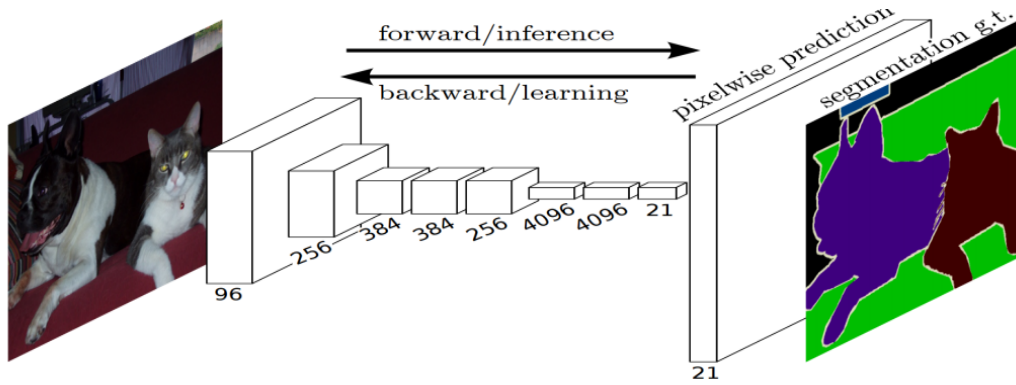 forward/inference
backward/learning
pixelwise prediction
segmentation g.t.
96
256
384
384
256
4096
4096
21
21